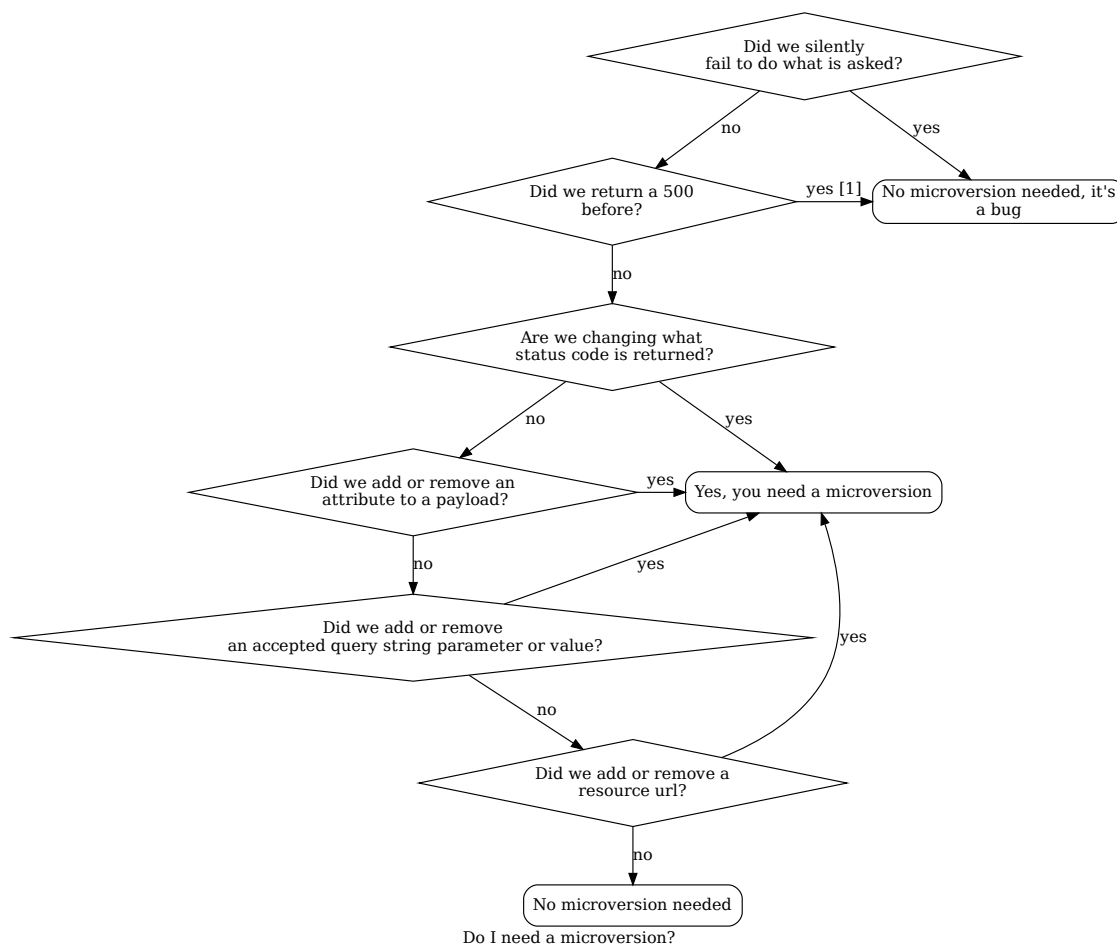 Did we silently
fail to do what is asked?
no
yes
Did we return a 500
before?
yes [1]
No microversion needed, it's
a bug
no
Are we changing what
status code is returned?
no
yes
Did we add or remove an
attribute to a payload?
yes
Yes, you need a microversion
no
yes
Did we add or remove
an accepted query string parameter or value?
yes
no
Did we add or remove a
resource url?
no
No microversion needed
Do I need a microversion?